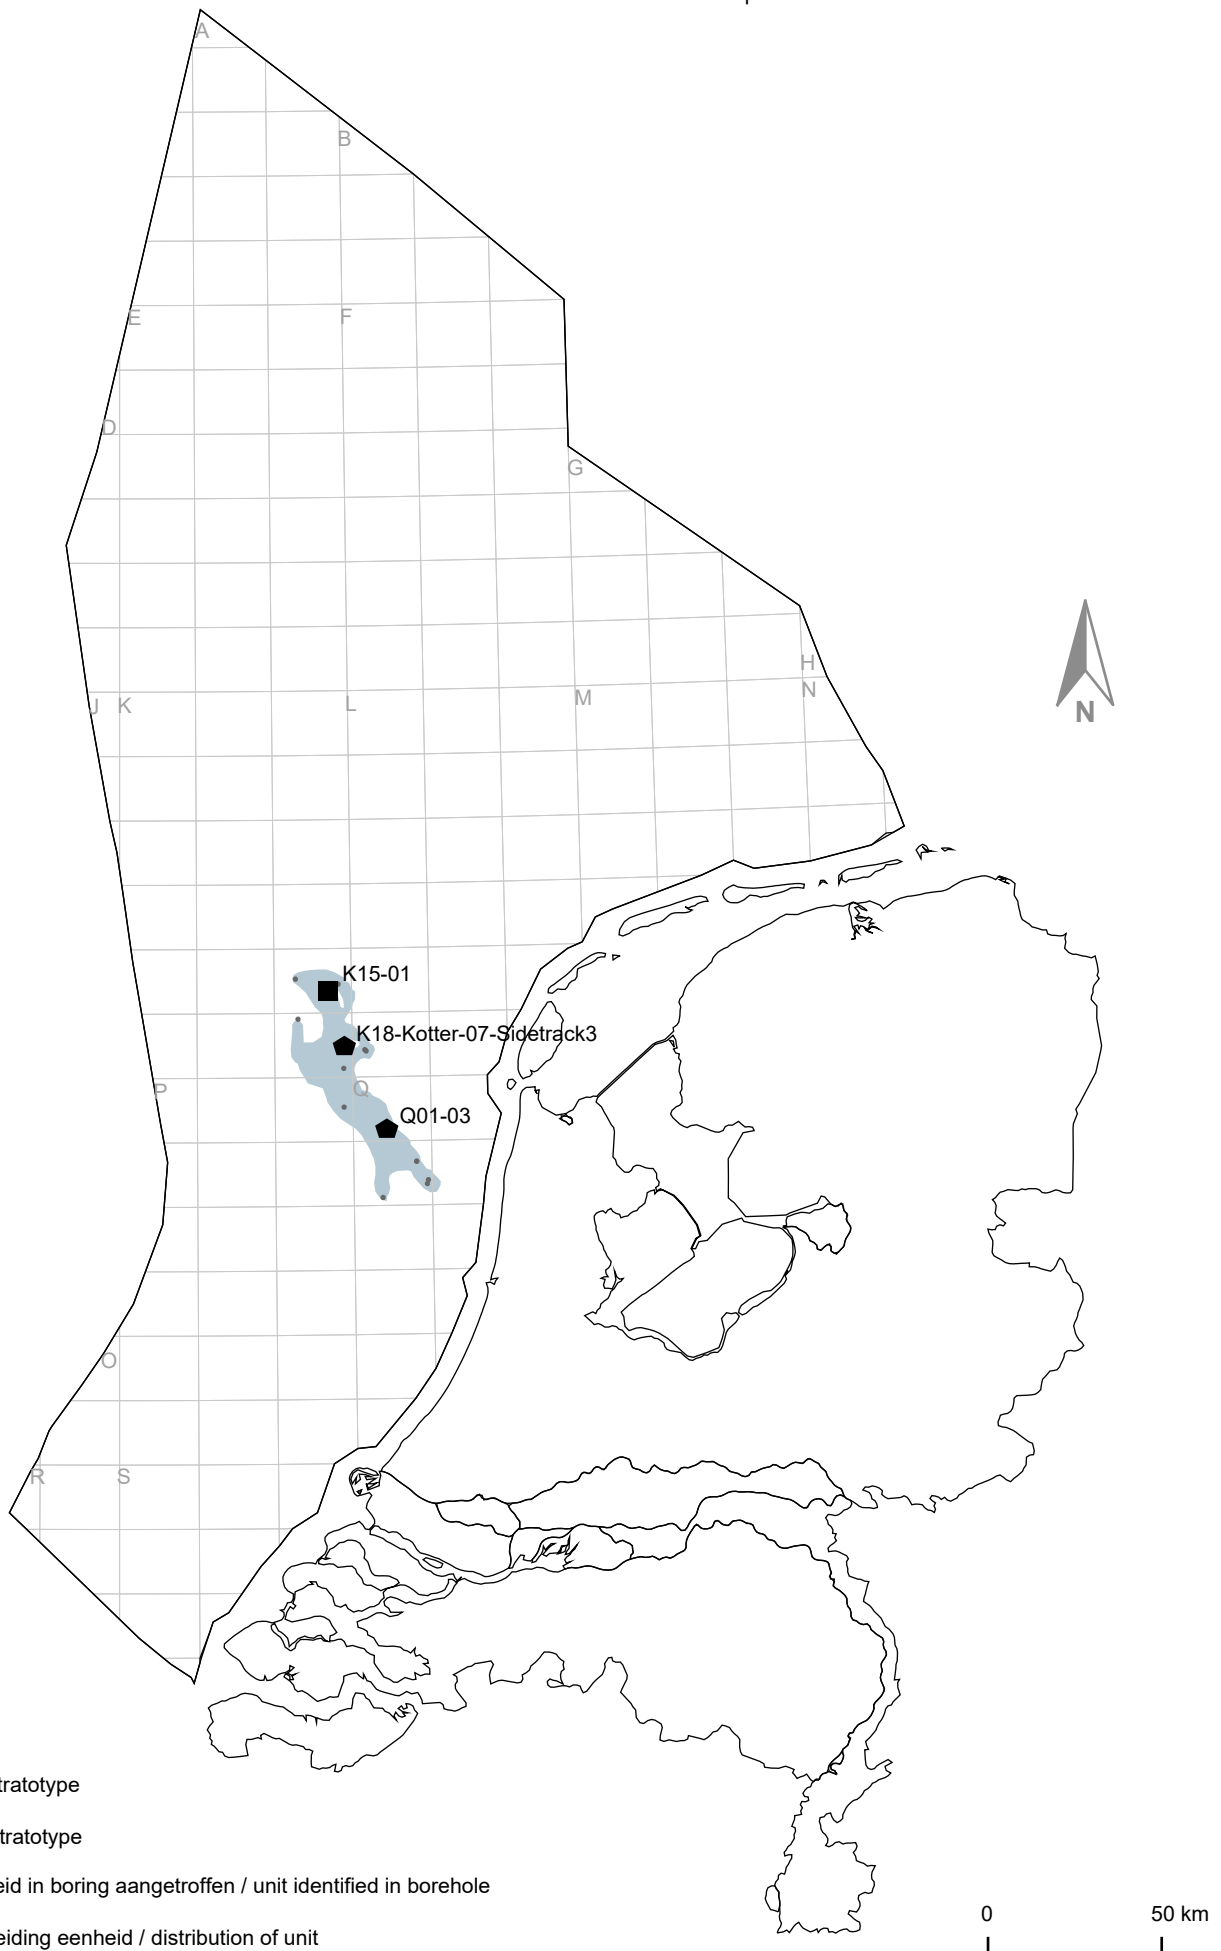 A
B
E
F
D
G
H
J K
L
M
N
N
K15-01
K18-Kotter-07-Sidetrack3
P
Q
Q01-03
O
R
S
tratotype
tratotype
eid in boring aangetroffen / unit identified in borehole
eiding eenheid / distribution of unit
0
50 km